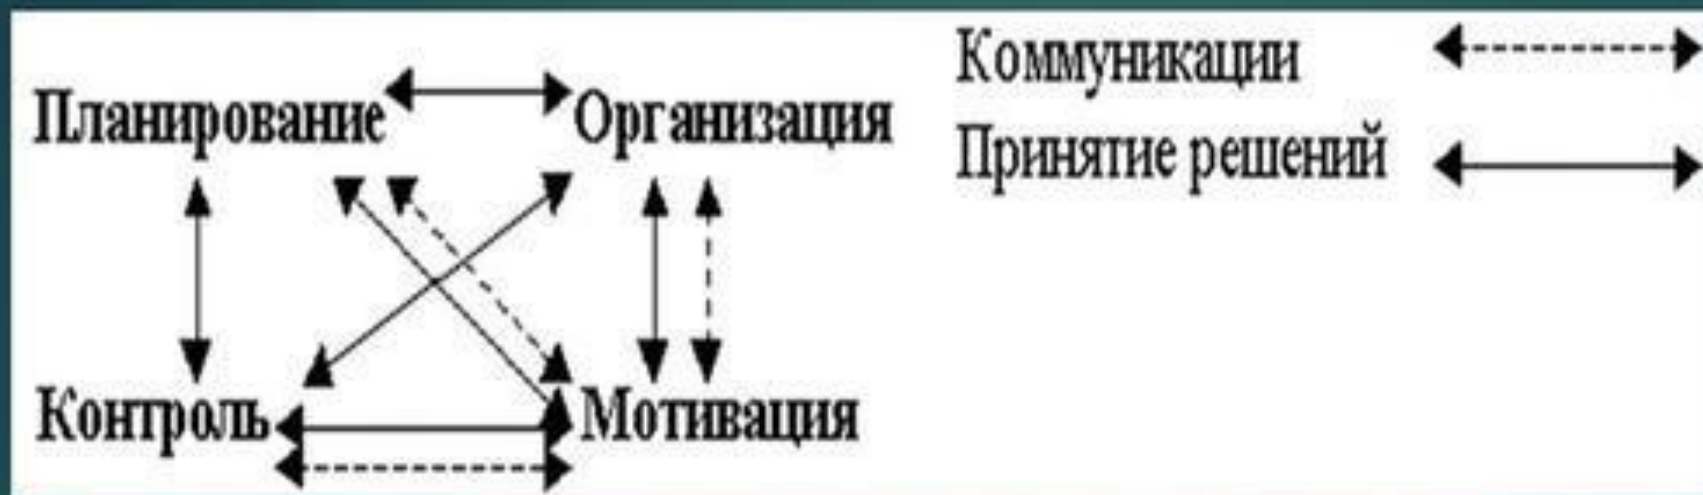 Планирование
Организация
Контроль
Мотивация
Коммуникации
Принятие решений